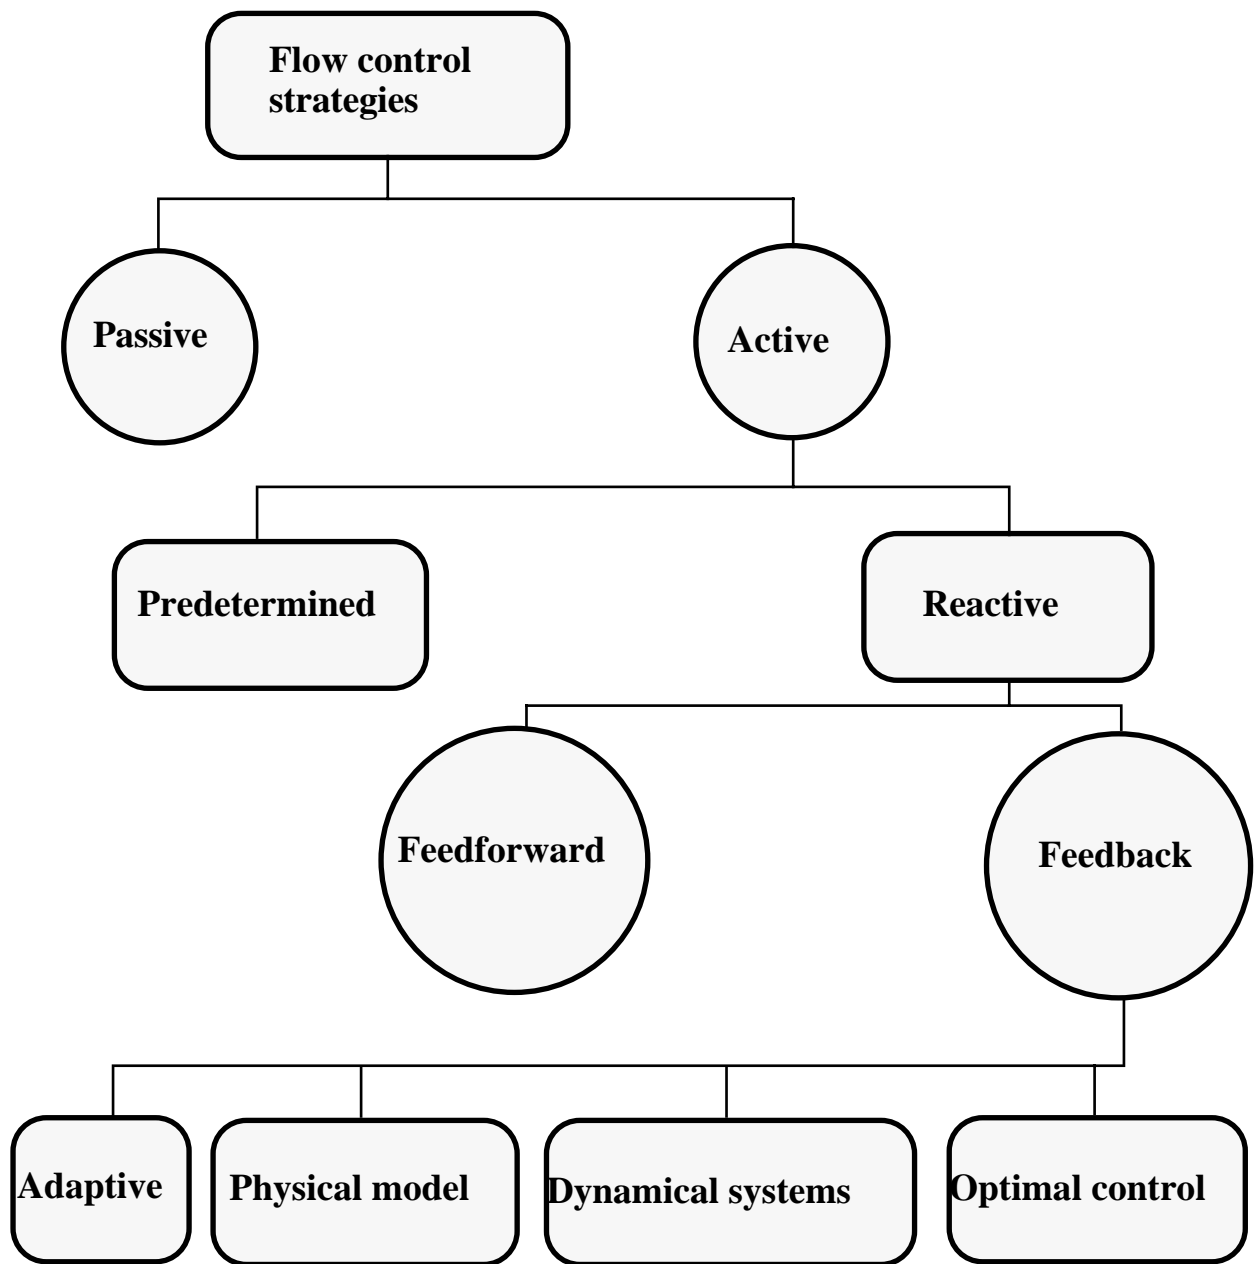 Flow control
strategies
Passive
Active
Predetermined
Reactive
Feedforward
Feedback
Adaptive
Physical model
Dynamical systems
Optimal control